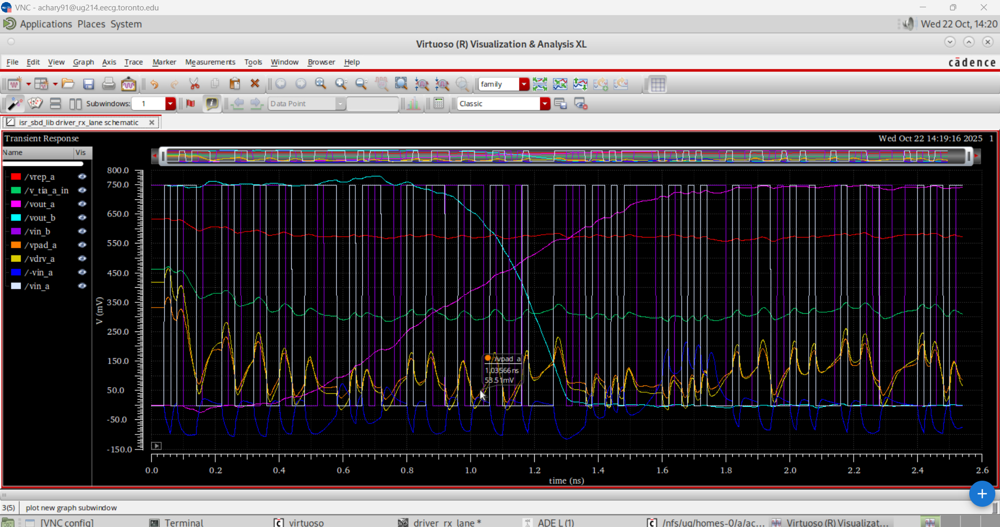 VNC - achary91@ug214.eecg.toronto.edu
Applications Places System
Wed 22 Oct, 14:20
Virtuoso (R) Visualization & Analysis XL
File Edit View Graph Axis Trace Marker Measurements Tools Window Browser Help
cādence
family
Subwindows: 1
Data Point
Classic
isr_sbd_lib driver_rx_lane schematic
Transient Response
Wed Oct 22 14:19:16 2025 1
Name Vis
/vrep_a
/v_tia_a_in
/vout_a
/vout_b
/vin_b
/vpad_a
/vdrv_a
/-vin_a
/vin_a
V (mV)
800.0
750.0
650.0
550.0
450.0
350.0
250.0
150.0
50.0
-50.0
-150.0
/vpad_a
1.03566ns
53.51mV
0.0 0.2 0.4 0.6 0.8 1.0 1.2 1.4 1.6 1.8 2.0 2.2 2.4 2.6
time (ns)
3(5) plot new graph subwindow
[VNC config] Terminal virtuoso driver_rx_lane * ADE L (1) /nfs/ug/homes-0/a/ac... Virtuoso (R) Visualizat...